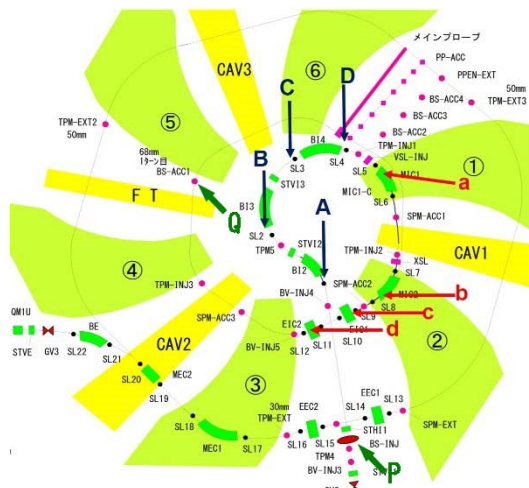 メインプローブ
PP-ACC
PPEN-EXT
50mm
TPM-EXT3
BS-ACC4
BS-ACC3
BS-ACC2
TPM-INJ1
VSL-INJ
CAV3
⑥
C
D
BI4
SL3
SL4
SL5
MIC1
MIC1-C
SL6
①
a
TPM-EXT2
50mm
⑤
68mm
1ターン目
BS-ACC1
B
STVI3
BI3
A
SPM-ACC1
F T
Q
SL2
TPM5
STVI2
BI2
TPM-INJ2
XSL
CAV1
SL7
④
SPM-ACC2
BV-INJ4
b
SL8
SL9
c
TPM-INJ3
SPM-ACC3
EIC2
EIC1
d
SL10
②
QM1U
BE
STVE
GV3
SL22
SL21
CAV2
BV-INJ5
SL12
SL11
MEC2
SL20
SL19
③
30mm
TPM-EXT
EEC2
EEC1
SL13
SL14
STHI1
SPM-EXT
SL18
MEC1
SL17
SL16
SL15
BS-INJ
TPM4
BV-INJ3
P